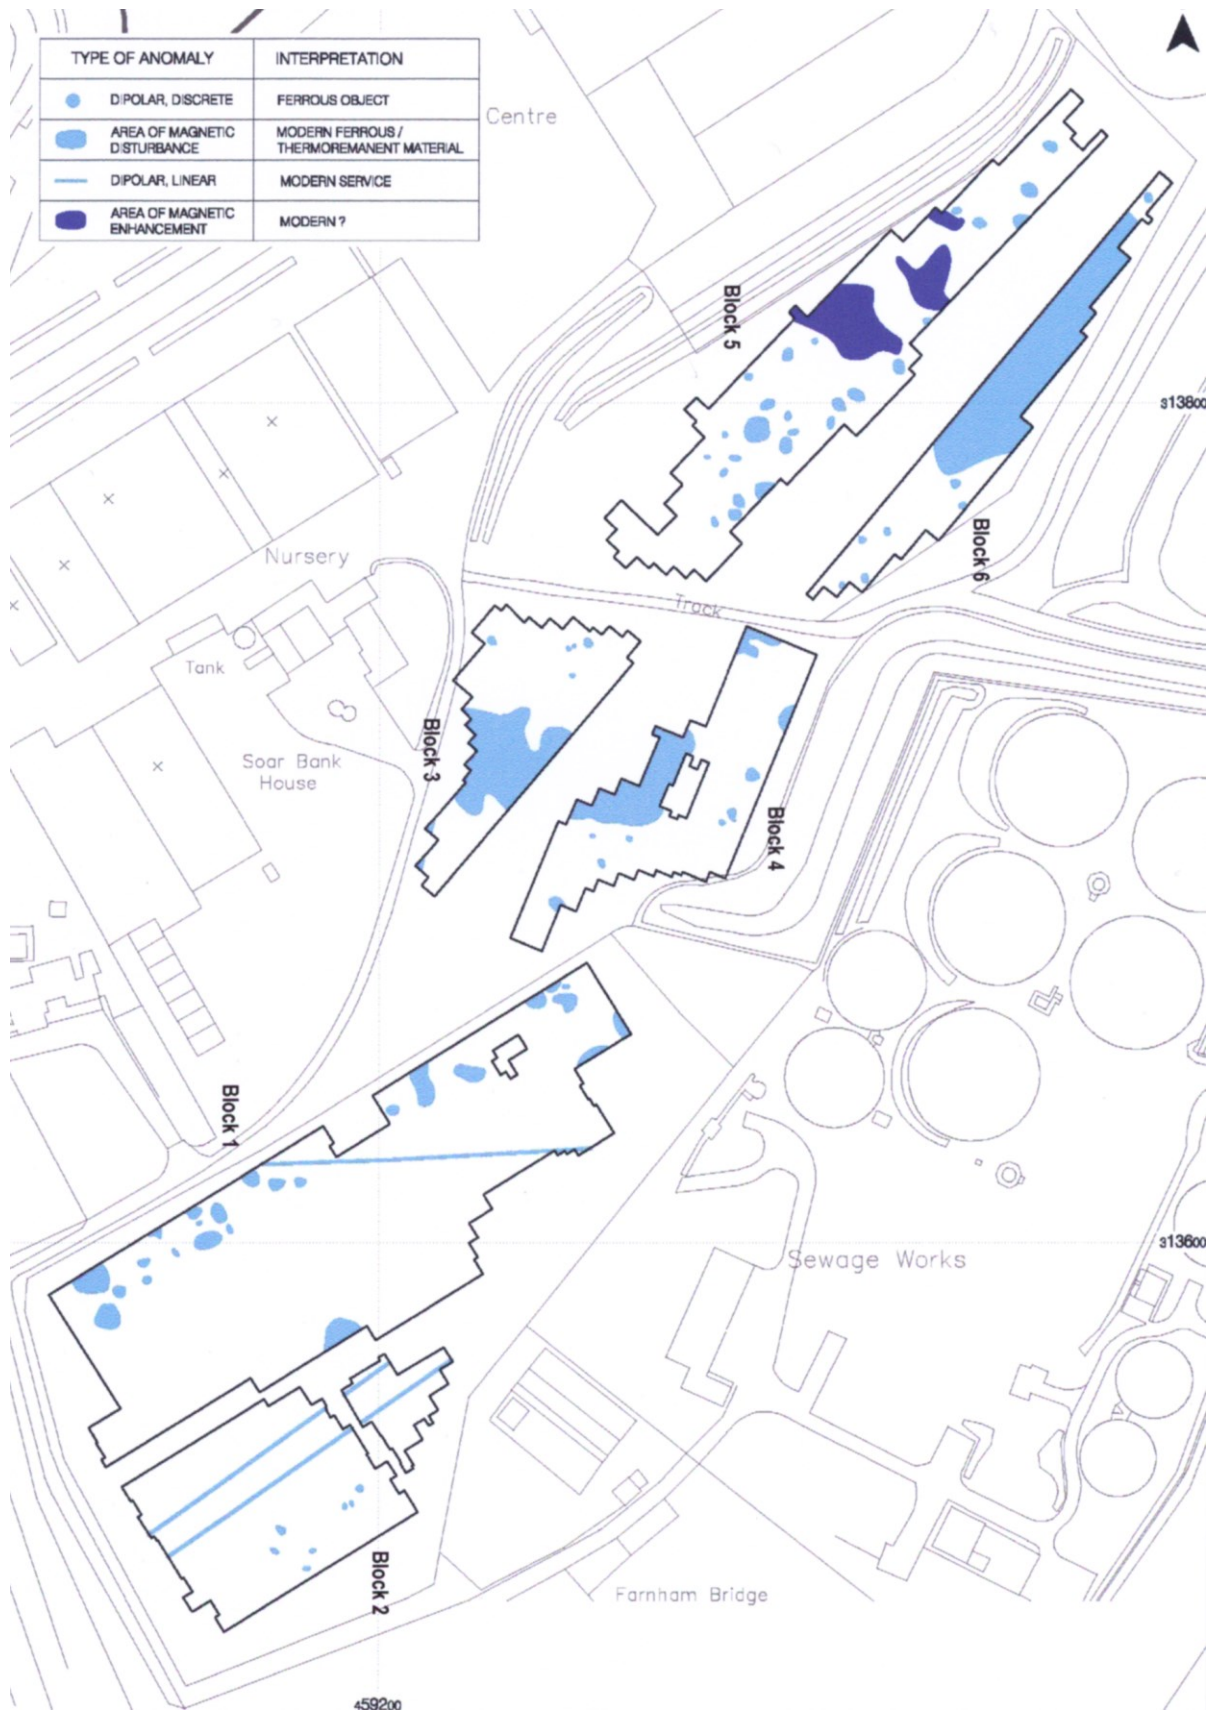 TYPE OF ANOMALY
INTERPRETATION
DIPOLAR, DISCRETE
FERROUS OBJECT
AREA OF MAGNETIC
DISTURBANCE
MODERN FERROUS /
THERMOREMANENT MATERIAL
DIPOLAR, LINEAR
MODERN SERVICE
AREA OF MAGNETIC
ENHANCEMENT
MODERN ?
Centre
Block 5
313800
Block 6
Nursery
Track
Tank
Block 3
Soar Bank
House
Block 4
Block 1
313600
Sewage Works
Block 2
Farnham Bridge
459200